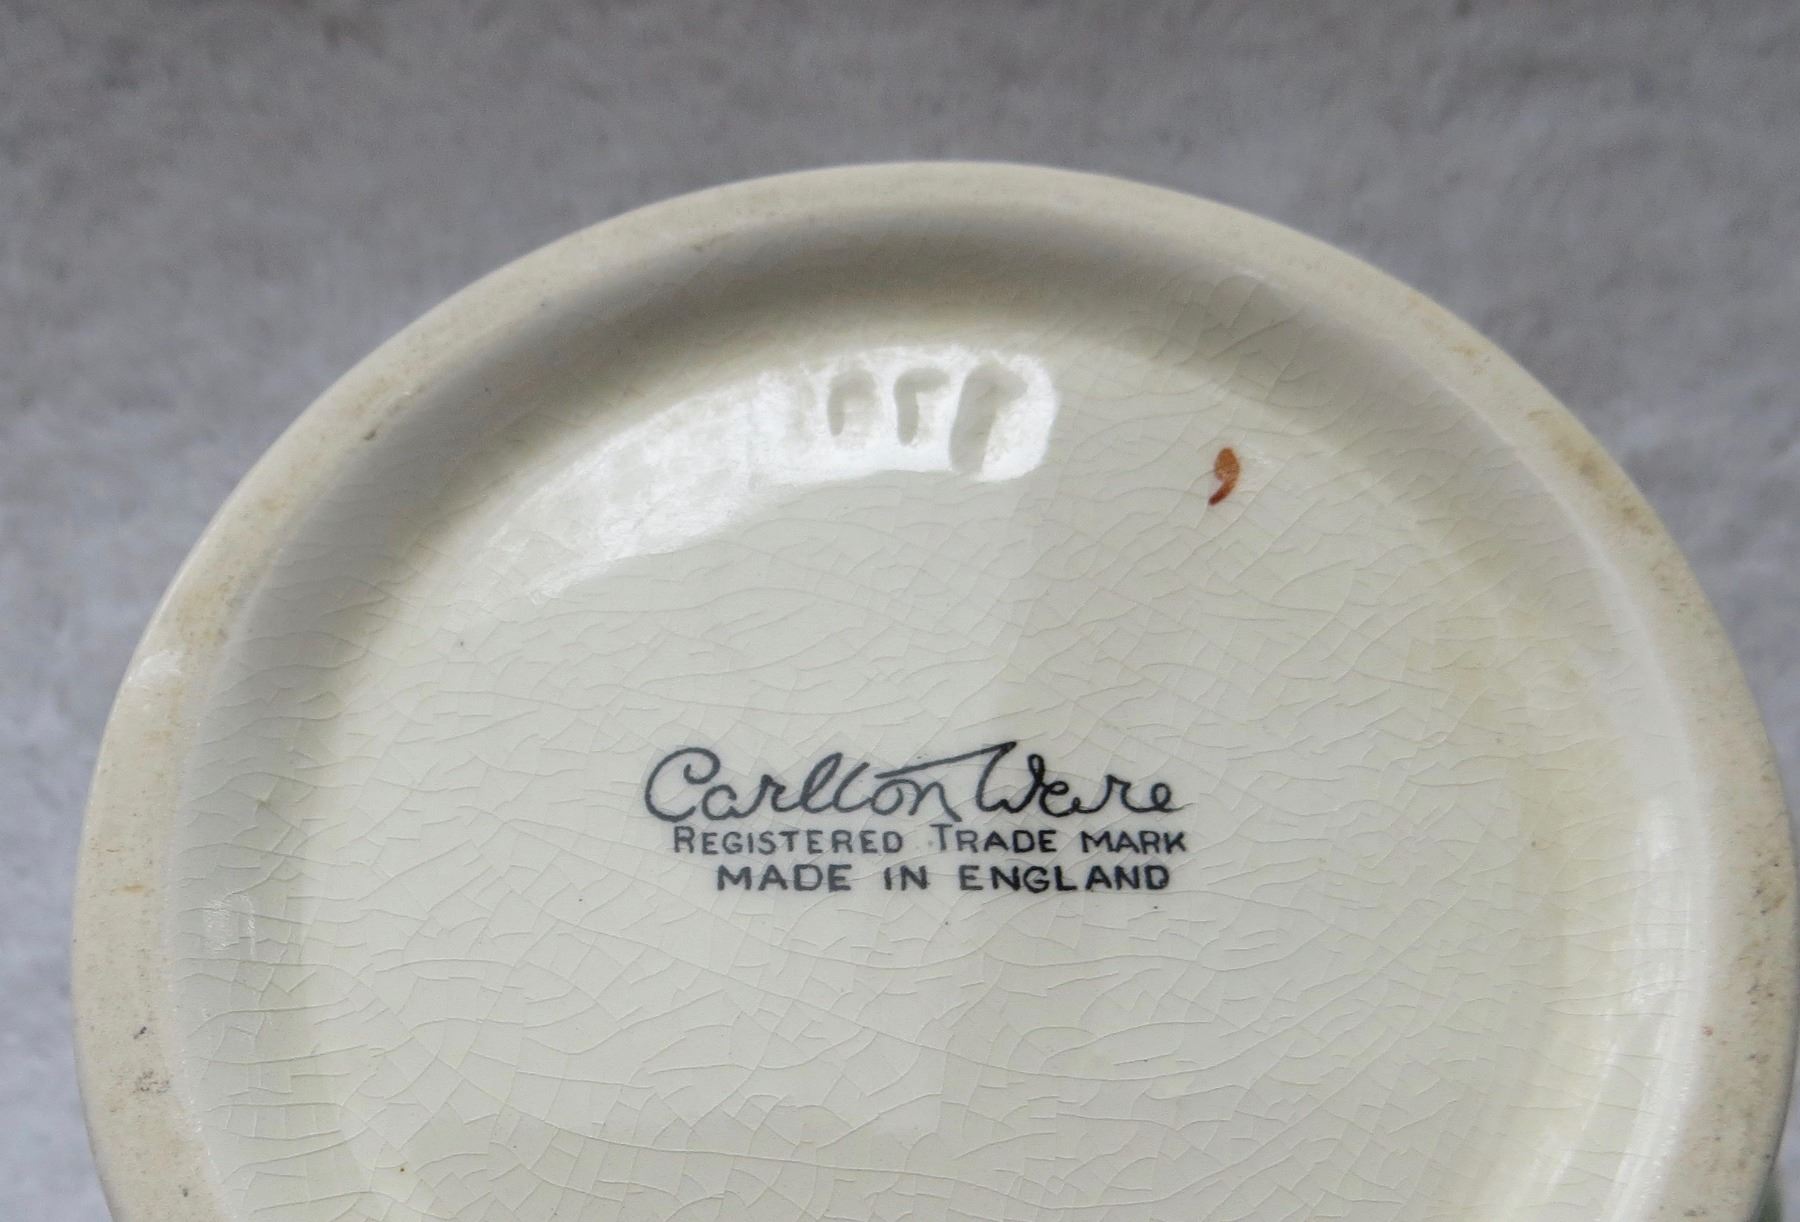 Carlton Ware
REGISTERED TRADE MARK
MADE IN ENGLAND